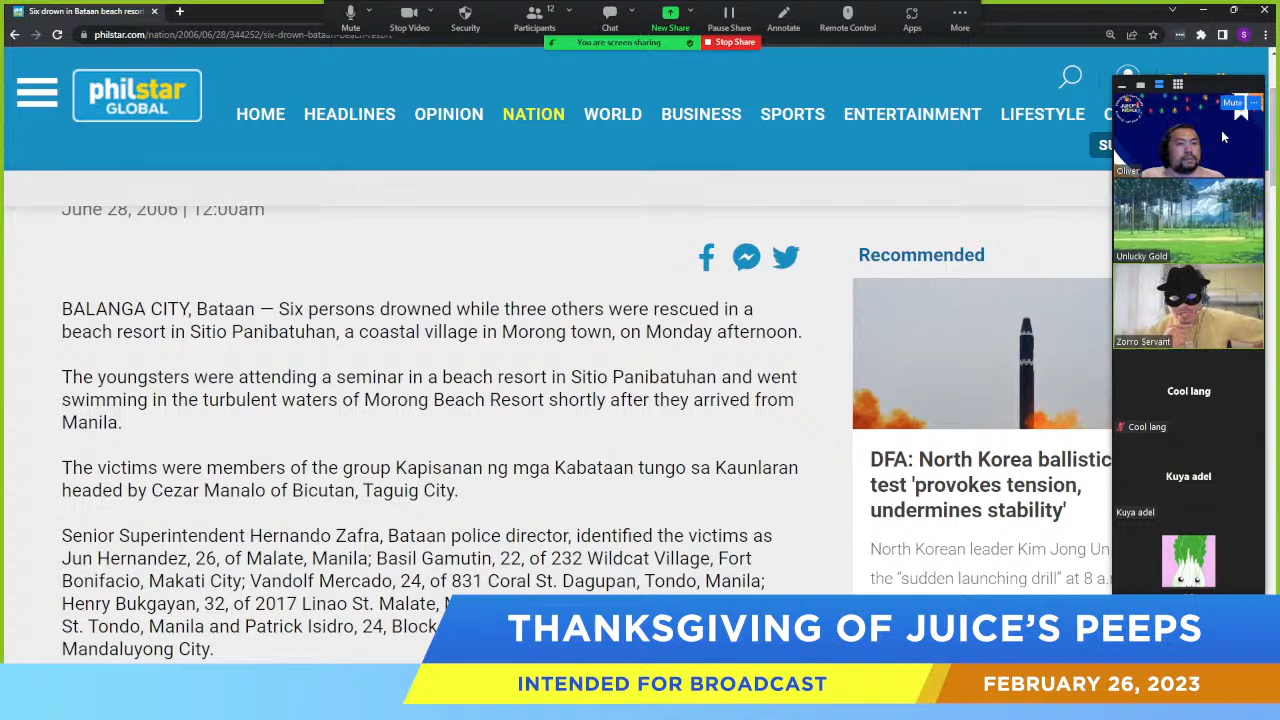 Six drown in Bataan beach resor
12
Mute
Stop Video
Security
Participants
Chat
New Share
Pause Share
Annotate
Remote Control
Apps
More
philstar.com/nation/2006/06/28/344252/six-drown-bataan-beach-resort
You are screen sharing
Stop Share
S
philstar
GLOBAL
HOME
HEADLINES
OPINION
NATION
WORLD
BUSINESS
SPORTS
ENTERTAINMENT
LIFESTYLE
June 28, 2006 | 12:00am
BALANGA CITY, Bataan — Six persons drowned while three others were rescued in a
beach resort in Sitio Panibatuhan, a coastal village in Morong town, on Monday afternoon.
The youngsters were attending a seminar in a beach resort in Sitio Panibatuhan and went
swimming in the turbulent waters of Morong Beach Resort shortly after they arrived from
Manila.
The victims were members of the group Kapisanan ng mga Kabataan tungo sa Kaunlaran
headed by Cezar Manalo of Bicutan, Taguig City.
Senior Superintendent Hernando Zafra, Bataan police director, identified the victims as
Jun Hernandez, 26, of Malate, Manila; Basil Gamutin, 22, of 232 Wildcat Village, Fort
Bonifacio, Makati City; Vandolf Mercado, 24, of 831 Coral St. Dagupan, Tondo, Manila;
Henry Bukgayan, 32, of 2017 Linao St. Malate,
St. Tondo, Manila and Patrick Isidro, 24, Block
Mandaluyong City.
Recommended
DFA: North Korea ballistic
test 'provokes tension,
undermines stability'
North Korean leader Kim Jong Un
the “sudden launching drill” at 8 a.
Mute
JUICE'S
Oliver
Unlucky Gold
Zorro Servant
Cool lang
Cool lang
Kuya adel
Kuya adel
THANKSGIVING OF JUICE’S PEEPS
INTENDED FOR BROADCAST
FEBRUARY 26, 2023